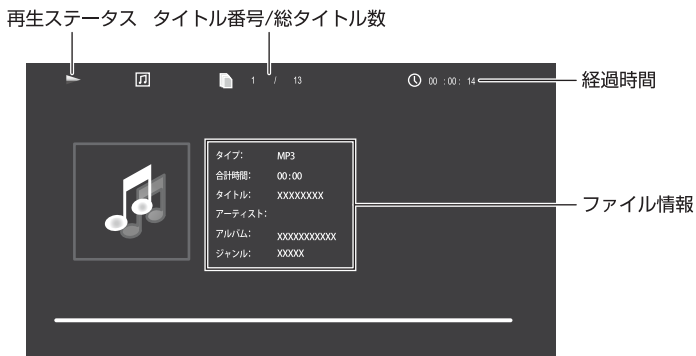 再生ステータス タイトル番号/総タイトル数
1 / 13 00 : 00 : 14 経過時間
タイプ: MP3
合計時間: 00:00
タイトル: XXXXXXXX
アーティスト:
アルバム: XXXXXXXXXXX
ジャンル: XXXXX
ファイル情報